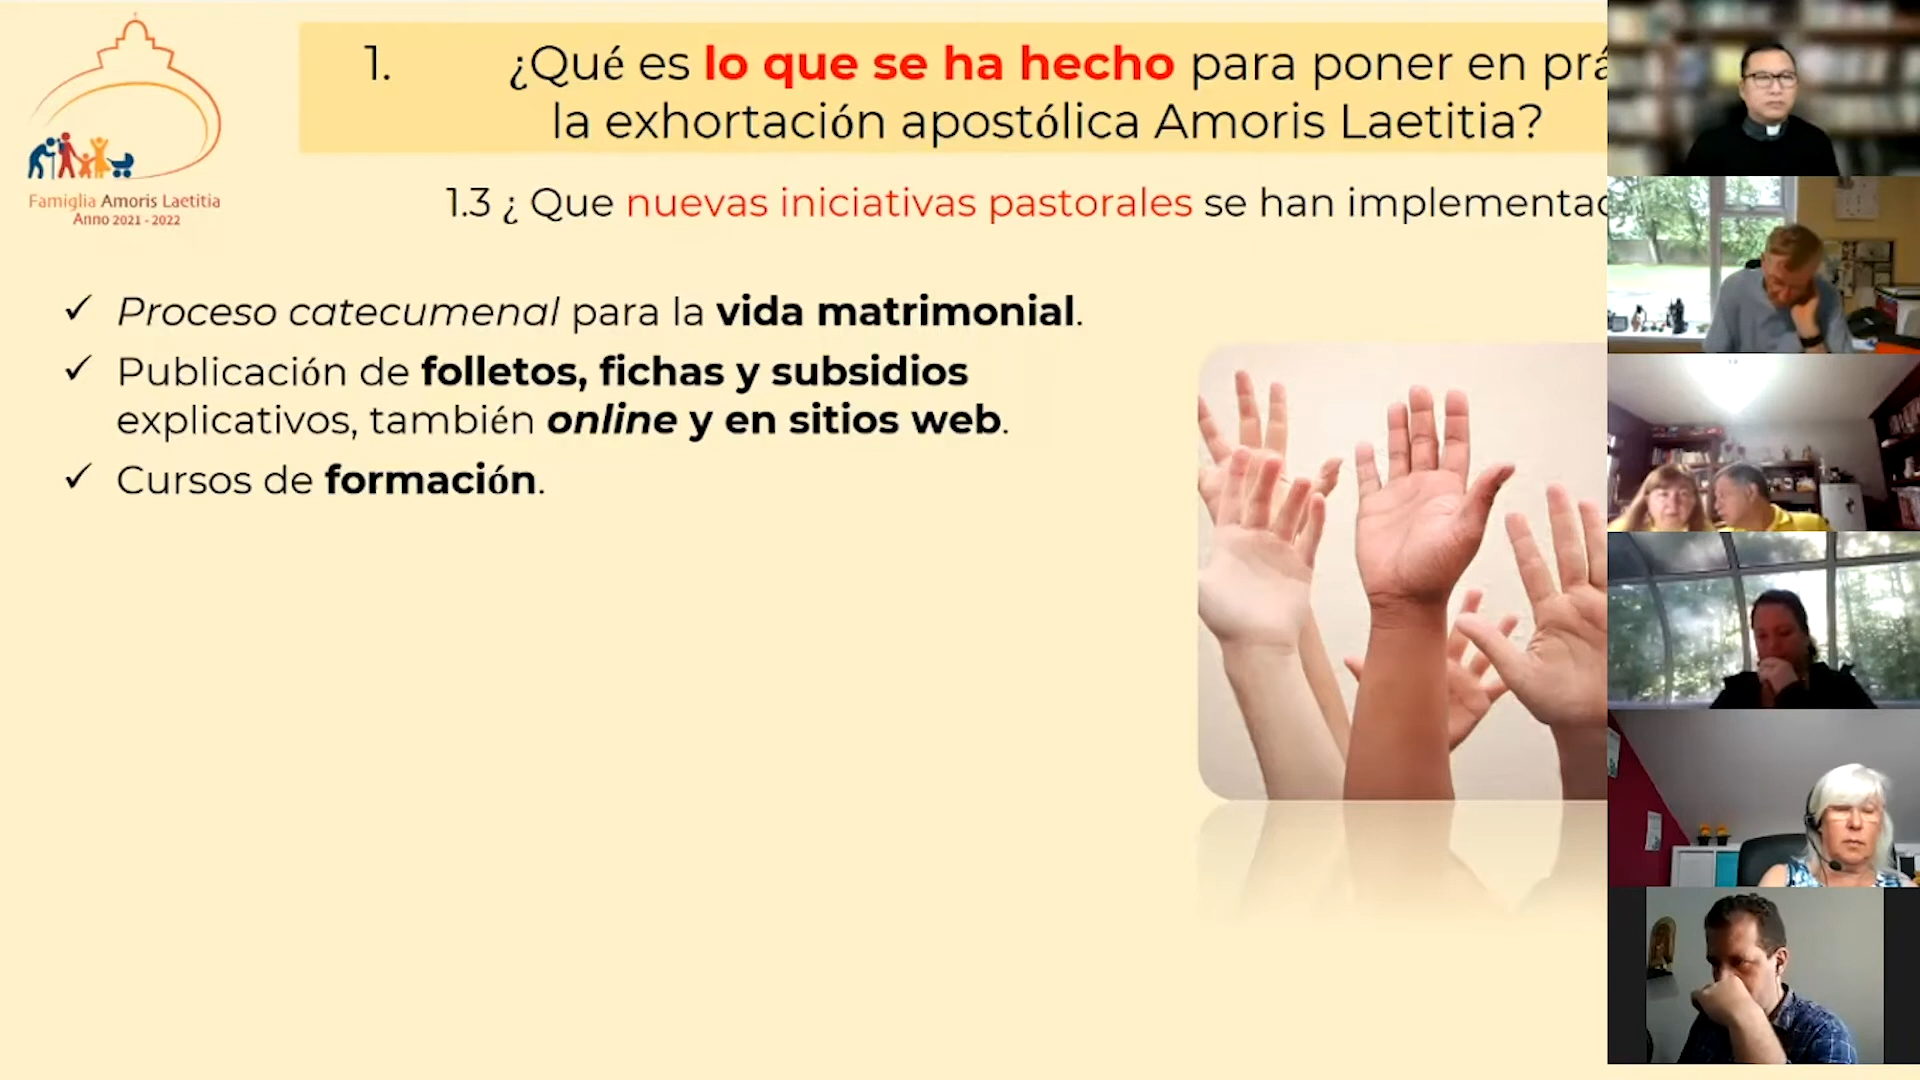 Famiglia Amoris Laetitia
Anno 2021 - 2022
1. ¿Qué es lo que se ha hecho para poner en prá
la exhortación apostólica Amoris Laetitia?
1.3 ¿ Que nuevas iniciativas pastorales se han implementa
✓ Proceso catecumenal para la vida matrimonial.
✓ Publicación de folletos, fichas y subsidios
explicativos, también online y en sitios web.
✓ Cursos de formación.